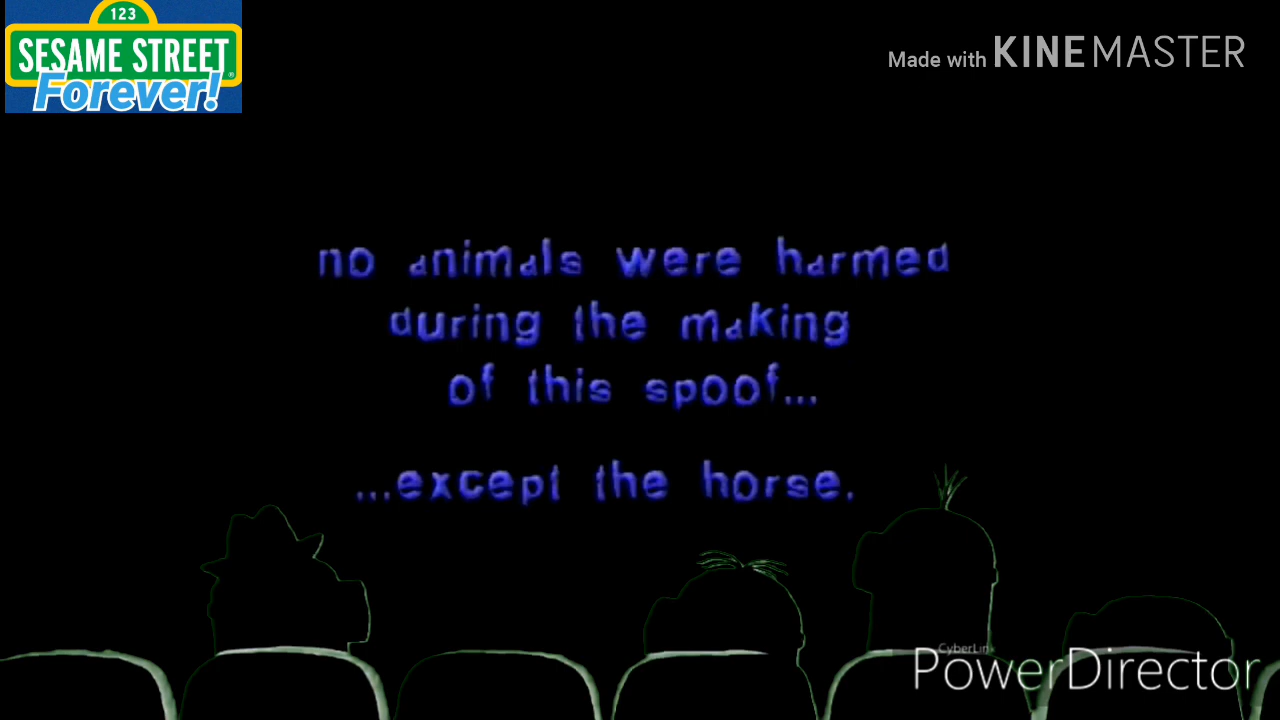 123
SESAME STREET
Forever!
Made with KINEMASTER
no animals were harmed
during the making
of this spoof...
...except the horse.
CyberLink
PowerDirector